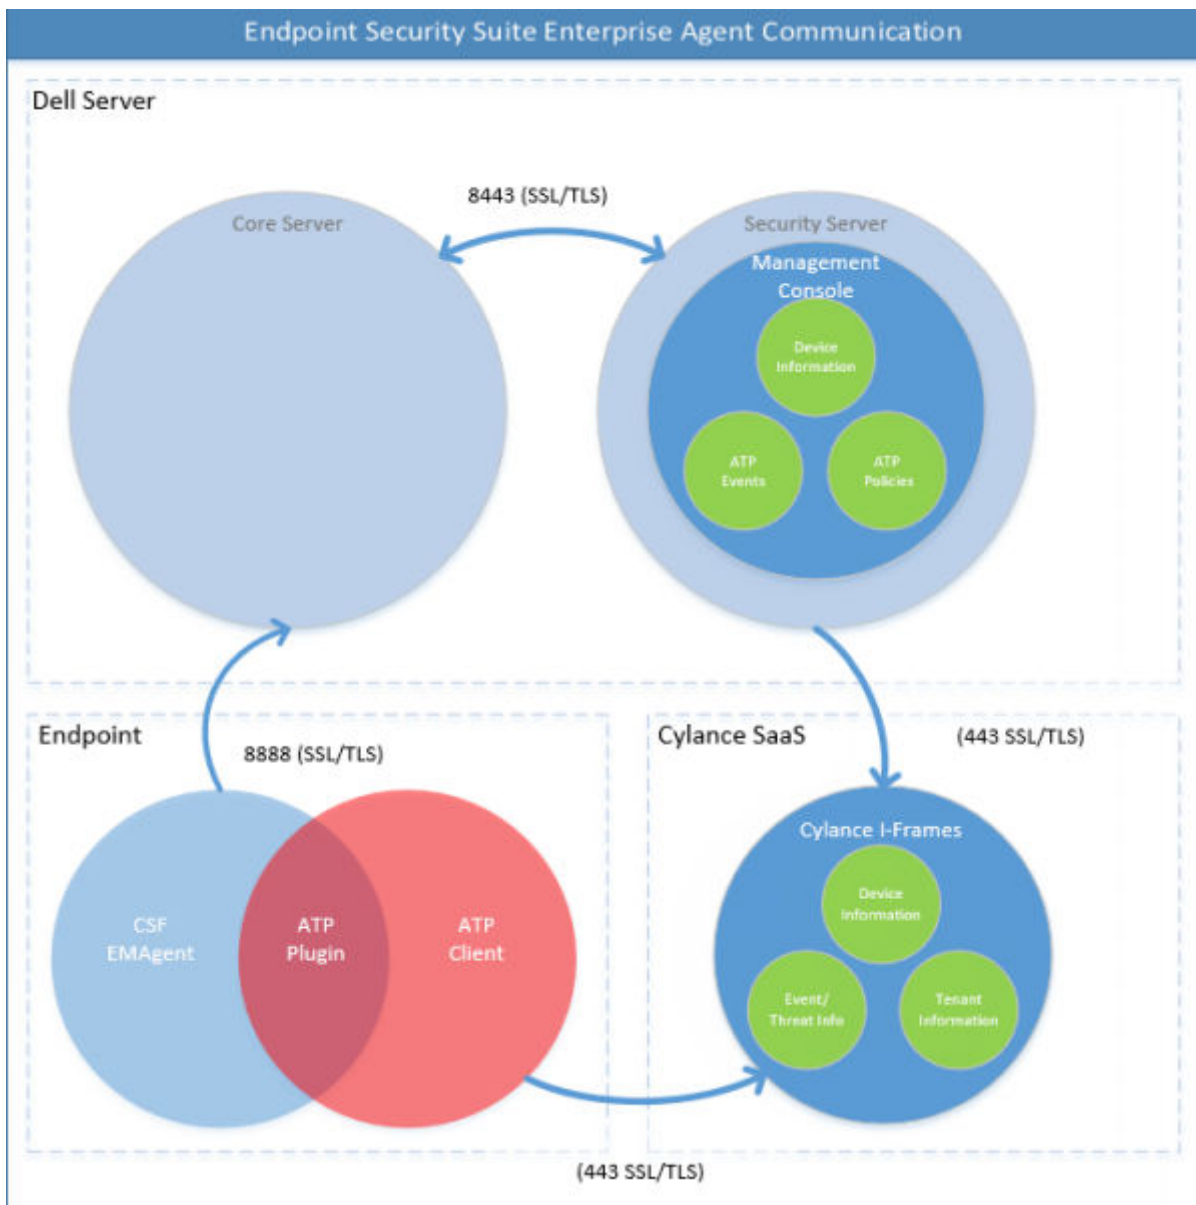 Endpoint Security Suite Enterprise Agent Communication
Dell Server
8443 (SSL/TLS)
Core Server
Security Server
Management
Console
Device
Information
ATP
Events
ATP
Policies
Endpoint
8888 (SSL/TLS)
Cylance SaaS
(443 SSL/TLS)
CSF
EMAgent
ATP
Plugin
ATP
Client
Cylance I-Frames
Device
Information
Event/
Threat Info
Tenant
Information
(443 SSL/TLS)